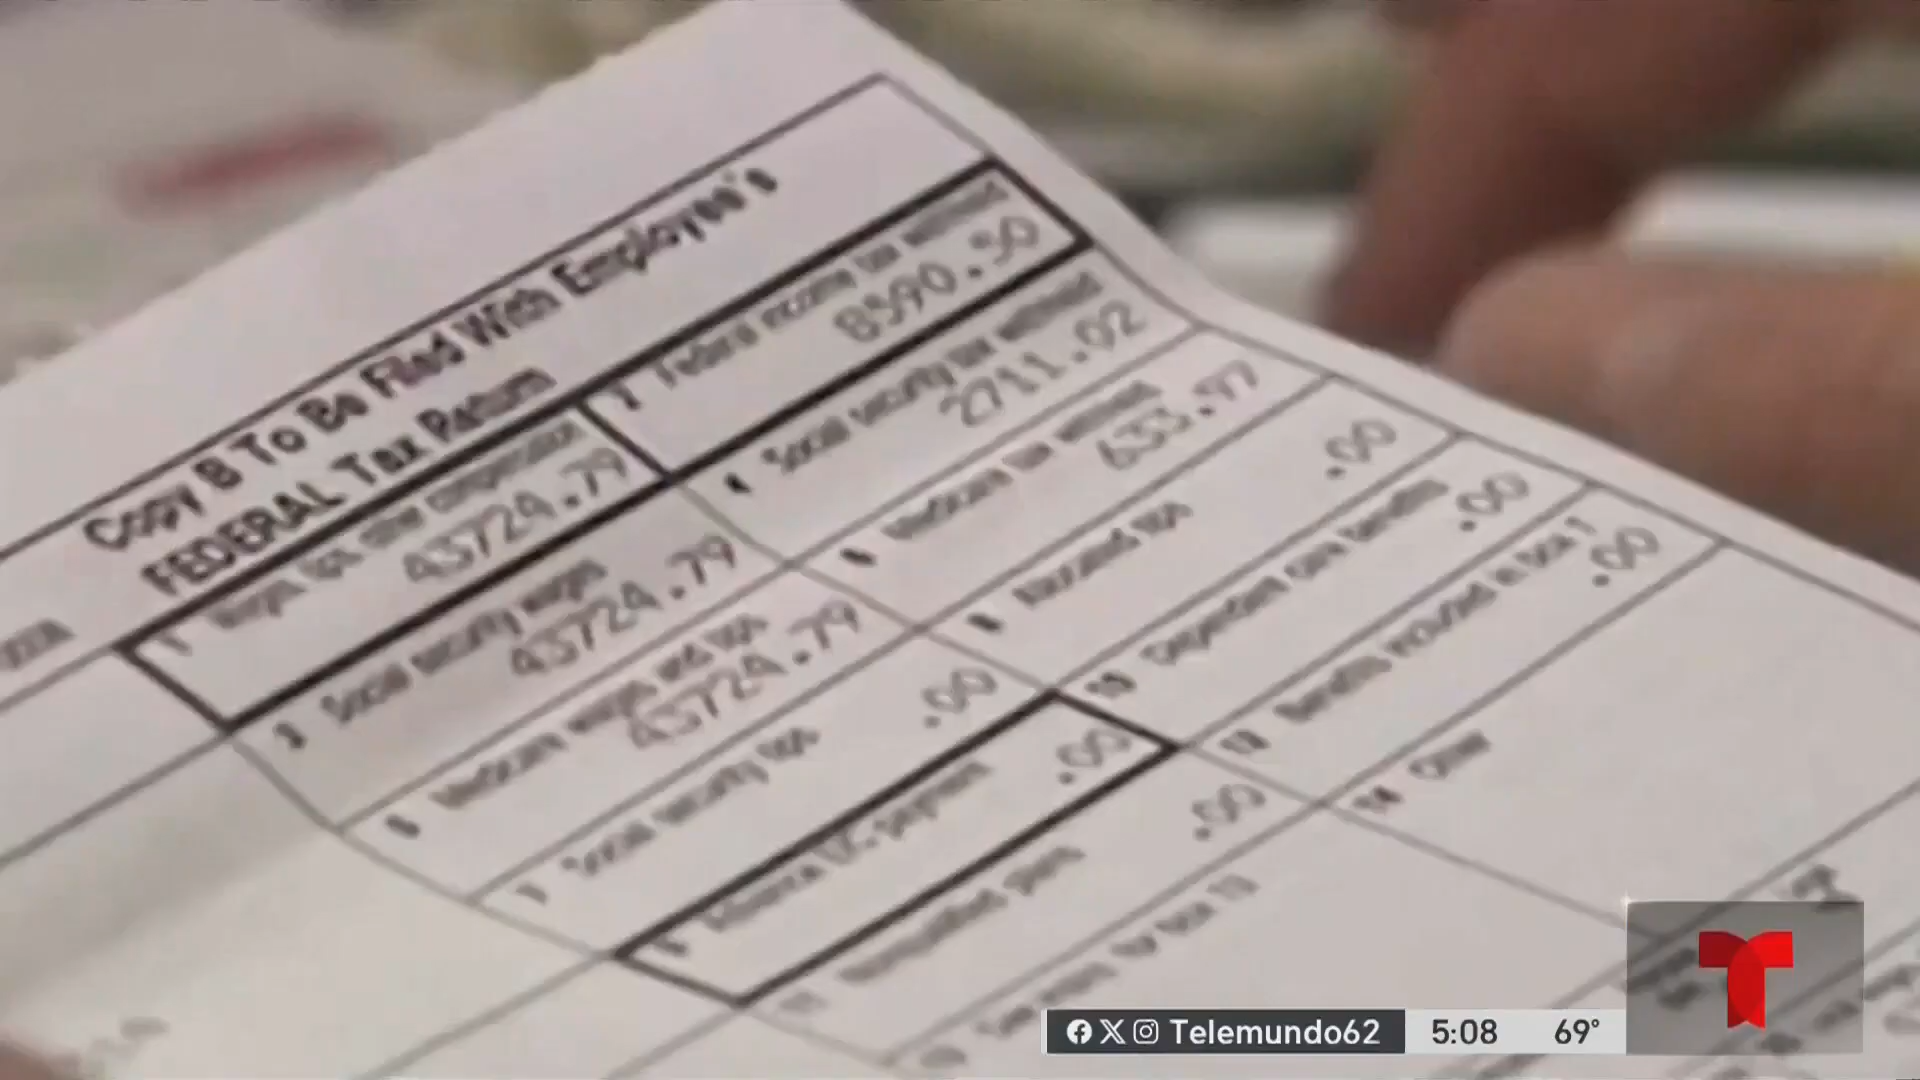 Copy B To Be Filed With Employee's
FEDERAL Tax Return
1 Wages, tips, other compensation
43724.79
2 Federal income tax withheld
8590.50
3 Social security wages
43724.79
4 Social security tax withheld
2711.02
5 Medicare wages and tips
43724.79
6 Medicare tax withheld
633.97
7 Social security tips
.00
8 Allocated tips
.00
9 Advance EIC payment
.00
10 Dependent care benefits
.00
11 Nonqualified plans
.00
12 Benefits included in box 1
.00
for box 13
14 Other
Telemundo62
5:08
69°